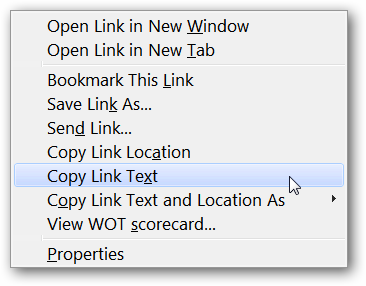 Open Link in New Window
Open Link in New Tab
Bookmark This Link
Save Link As...
Send Link...
Copy Link Location
Copy Link Text
Copy Link Text and Location As
View WOT scorecard...
Properties